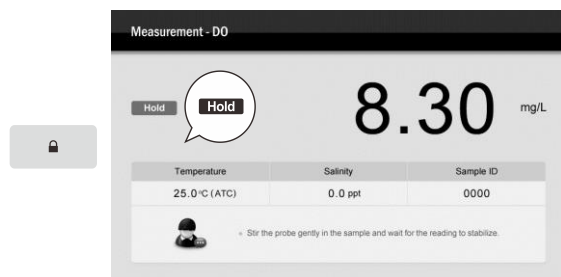 Measurement - DO
Hold
Hold
8.30 mg/L
Temperature Salinity Sample ID
25.0 ºC (ATC) 0.0 ppt 0000
Stir the probe gently in the sample and wait for the reading to stabilize.